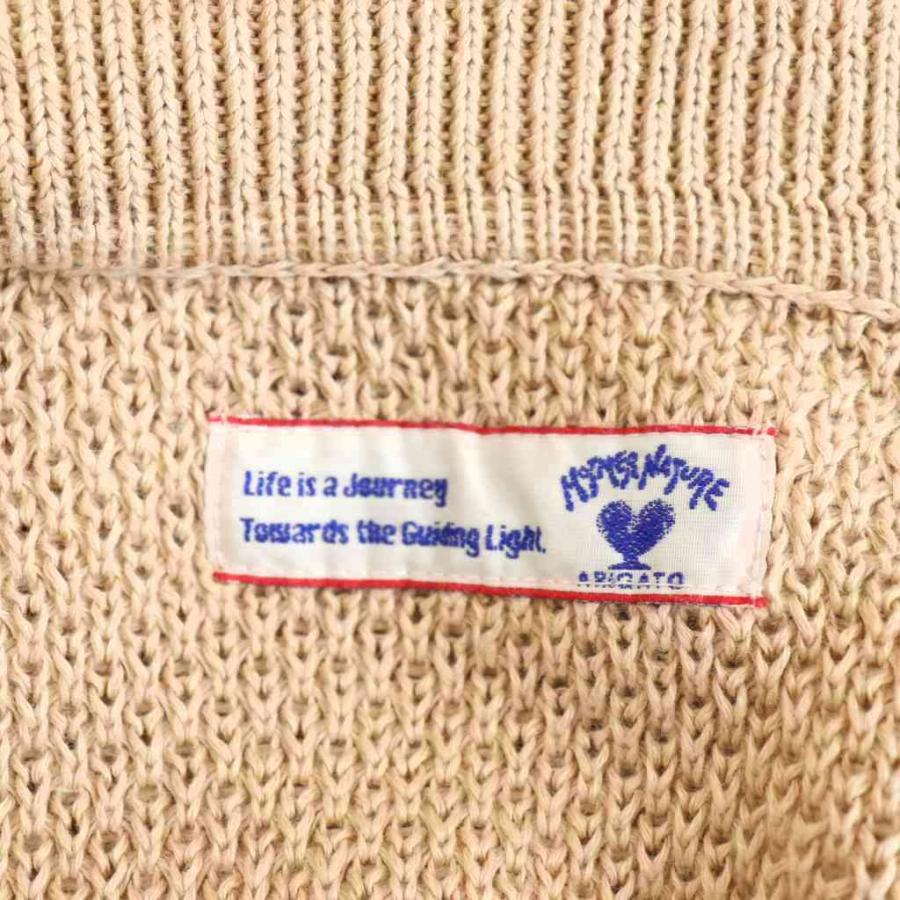 Life is a Journey
Towards the Guiding Light.
MOTHER NATURE
ARIGATO